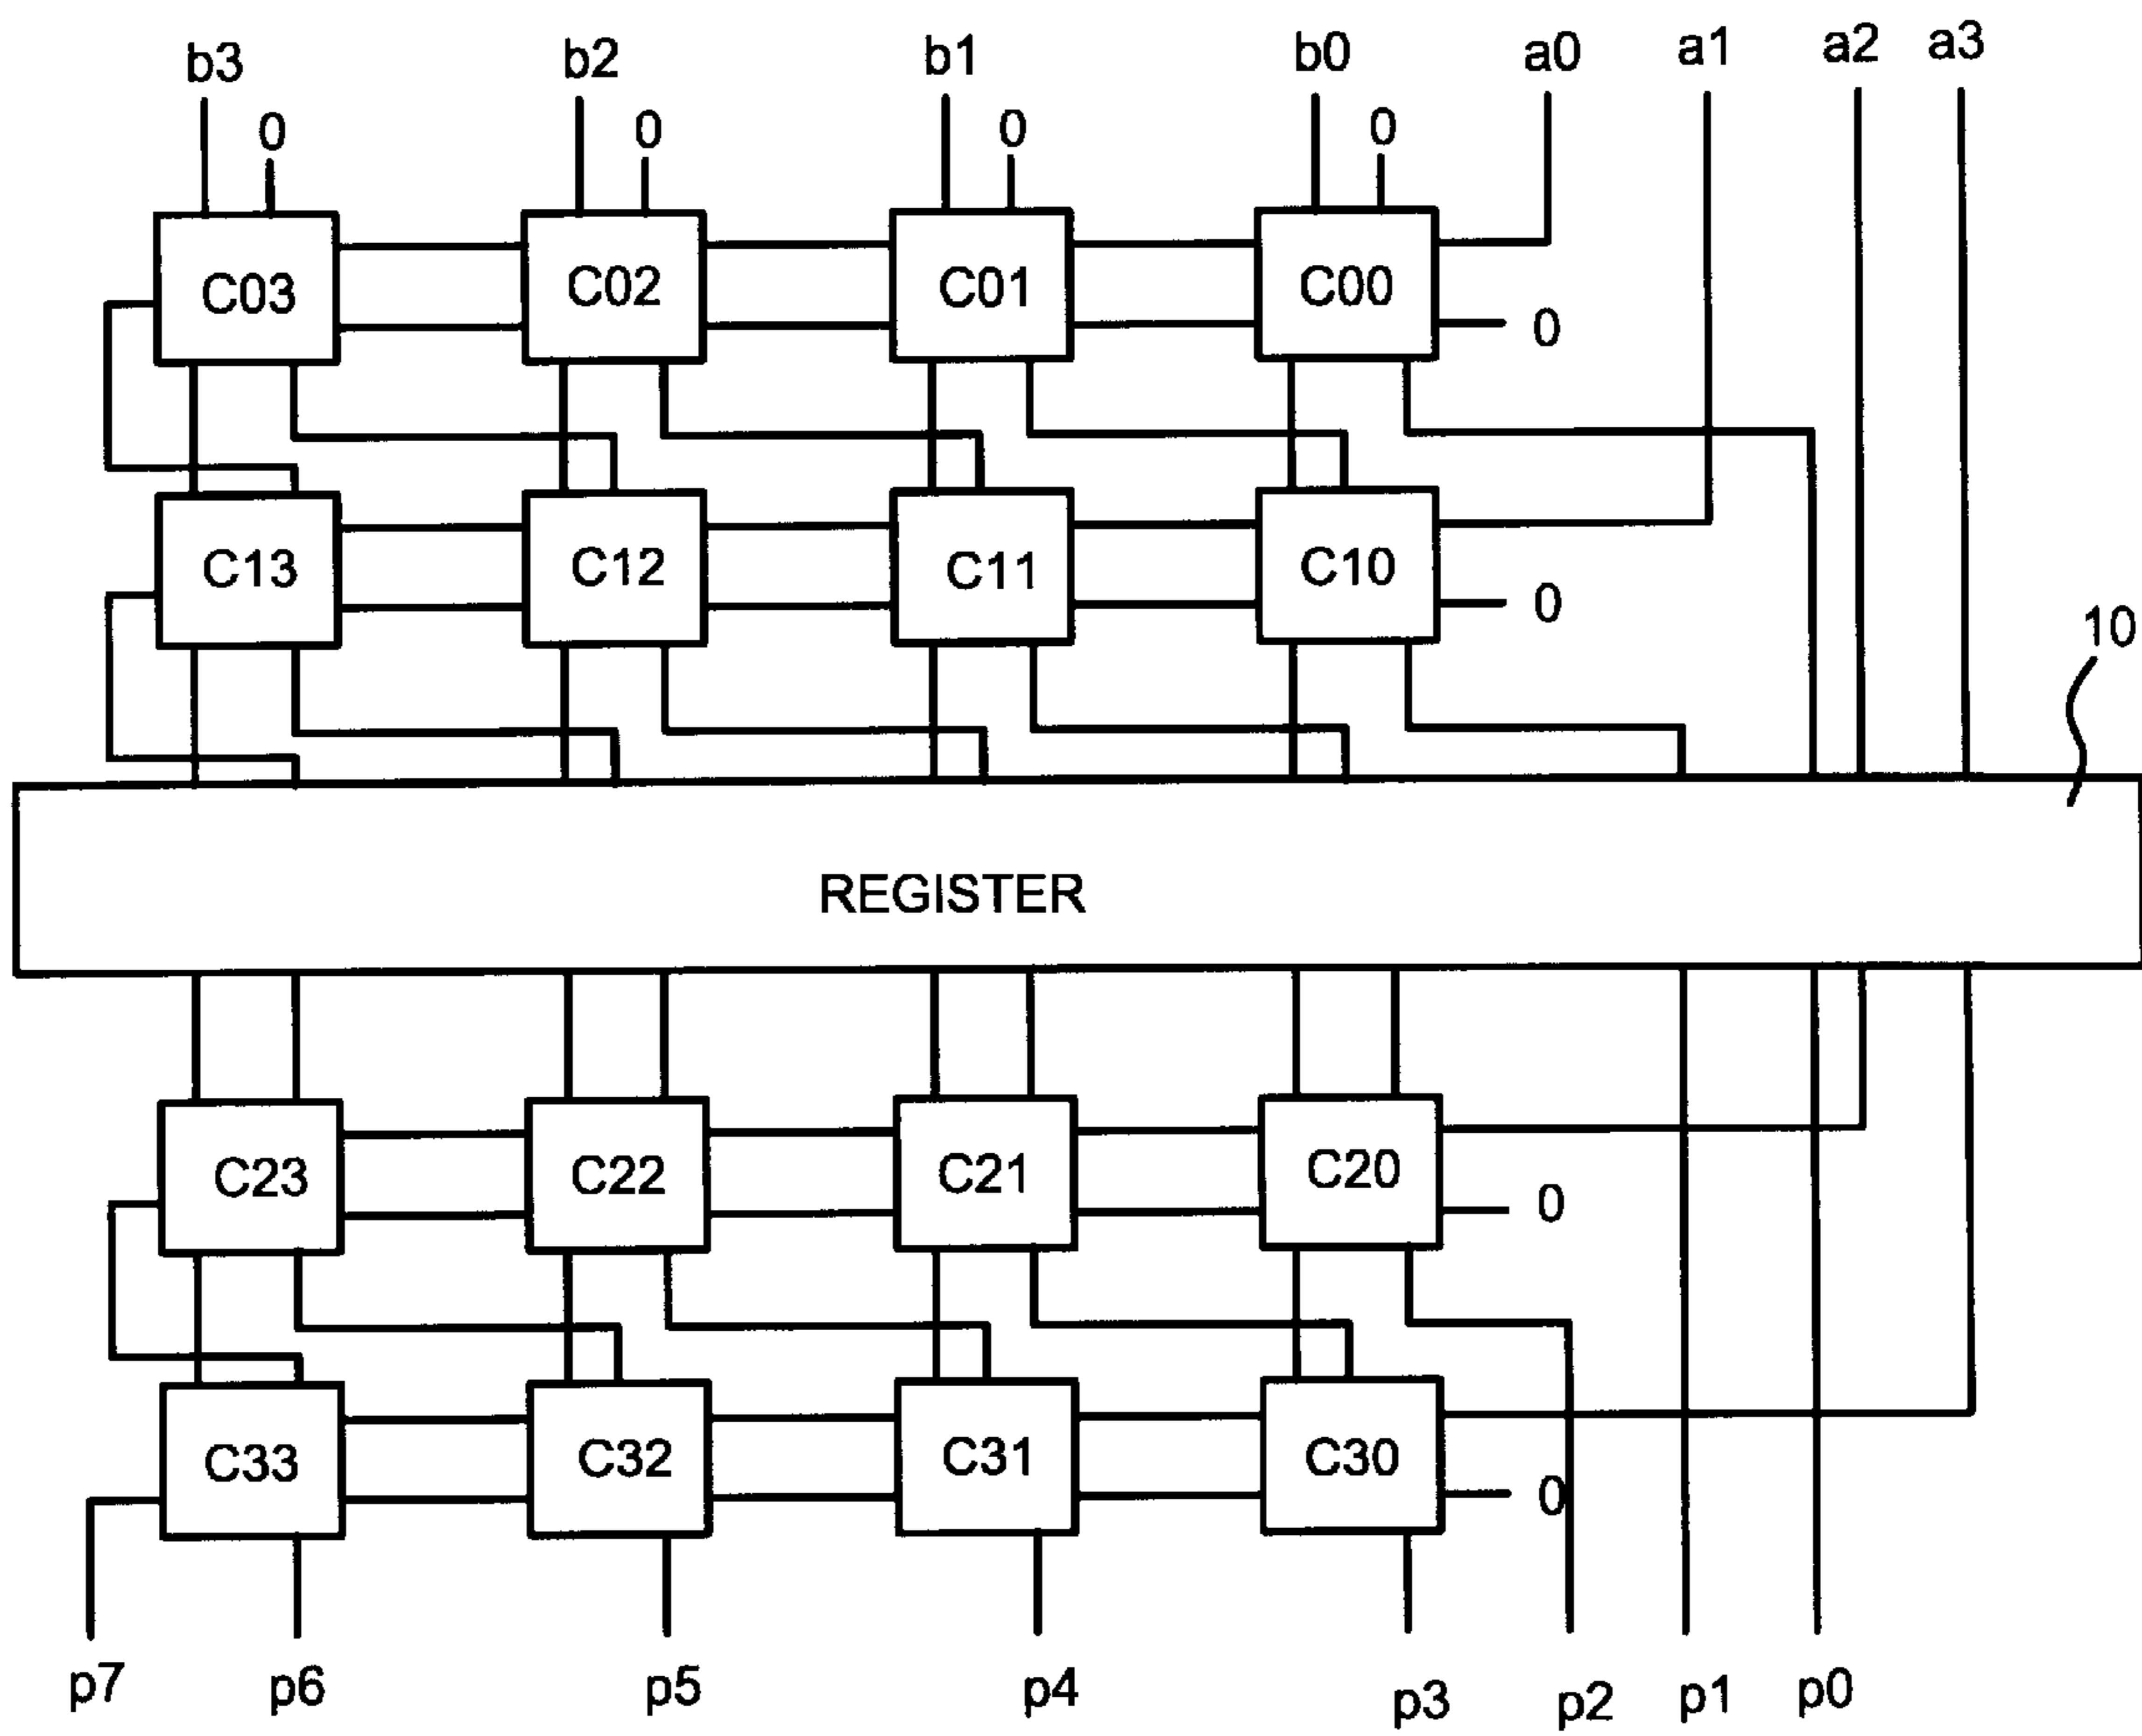 b3 b2 b1 b0 a0 a1 a2 a3
0 0 0 0
C03 C02 C01 C00
0
C13 C12 C11 C10
0
10
REGISTER
C23 C22 C21 C20
0
C33 C32 C31 C30
0
p7 p6 p5 p4 p3 p2 p1 p0